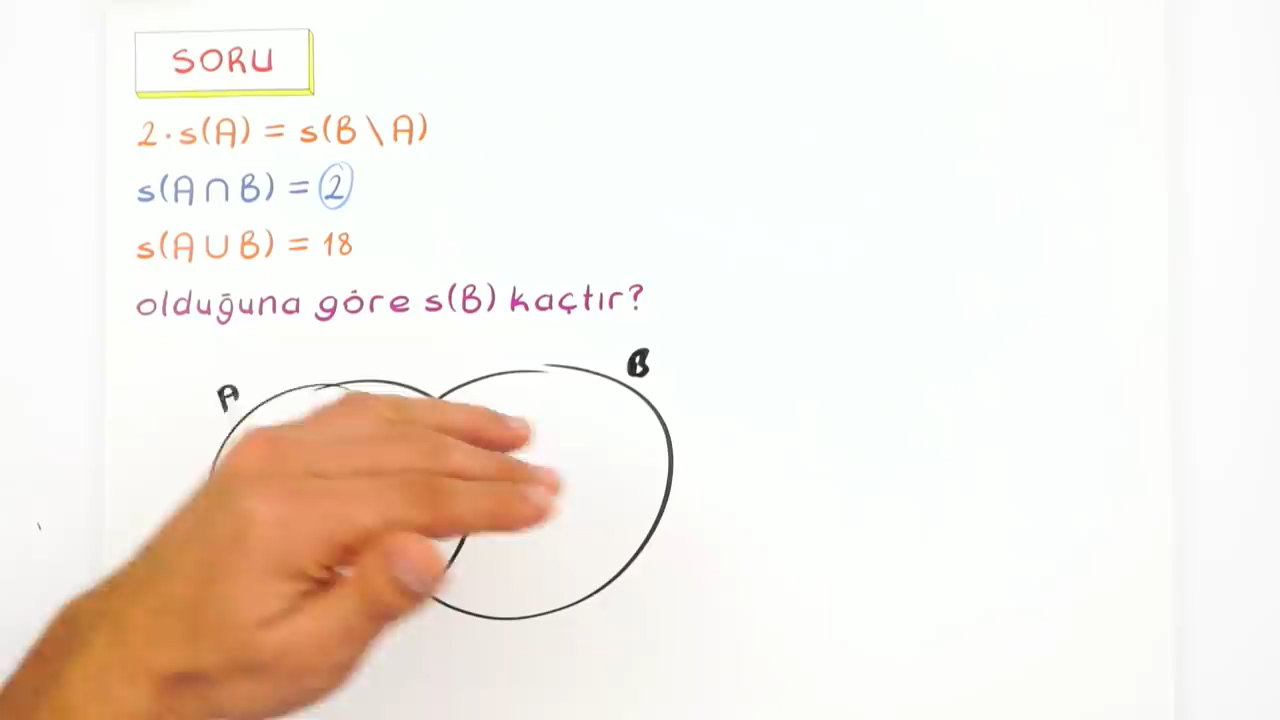 SORU
2·s(A) = s(B \ A)
s(A ∩ B) = 2
s(A ∪ B) = 18
olduğuna göre s(B) kaçtır?
A
B